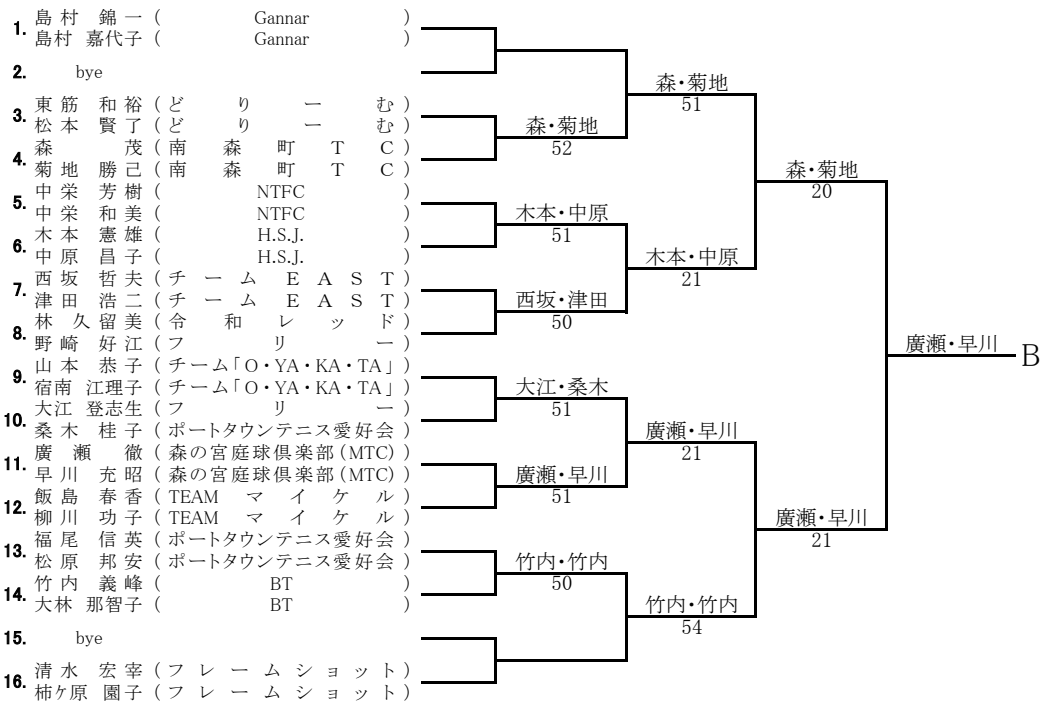 島村 錦一 ( Gannar )
1.
島村 嘉代子 ( Gannar )
2. bye
東筋 和裕 ( どりーむ )
3.
松本 賢了 ( どりーむ )
森 茂 ( 南森町TC )
4.
菊地 勝己 ( 南森町TC )
中栄 芳樹 ( NTFC )
5.
中栄 和美 ( NTFC )
木本 憲雄 ( H.S.J. )
6.
中原 昌子 ( H.S.J. )
西坂 哲夫 ( チームEAST )
7.
津田 浩二 ( チームEAST )
林 久留美 ( 令和レッド )
8.
野崎 好江 ( フリー )
山本 恭子 ( チーム「O・YA・KA・TA」 )
9.
宿南 江理子 ( チーム「O・YA・KA・TA」 )
大江 登志生 ( フリー )
10.
桑木 桂子 ( ポートタウンテニス愛好会 )
廣瀬 徹 ( 森の宮庭球倶楽部(MTC) )
11.
早川 充昭 ( 森の宮庭球倶楽部(MTC) )
飯島 春香 ( TEAM マイケル )
12.
柳川 功子 ( TEAM マイケル )
福尾 信英 ( ポートタウンテニス愛好会 )
13.
松原 邦安 ( ポートタウンテニス愛好会 )
竹内 義峰 ( BT )
14.
大林 那智子 ( BT )
15. bye
清水 宏宰 ( フレームショット )
16.
柿ケ原 園子 ( フレームショット )
森・菊地
52
木本・中原
51
西坂・津田
50
大江・桑木
51
廣瀬・早川
51
竹内・竹内
50
森・菊地
51
木本・中原
21
廣瀬・早川
21
竹内・竹内
54
森・菊地
20
廣瀬・早川
21
廣瀬・早川
B